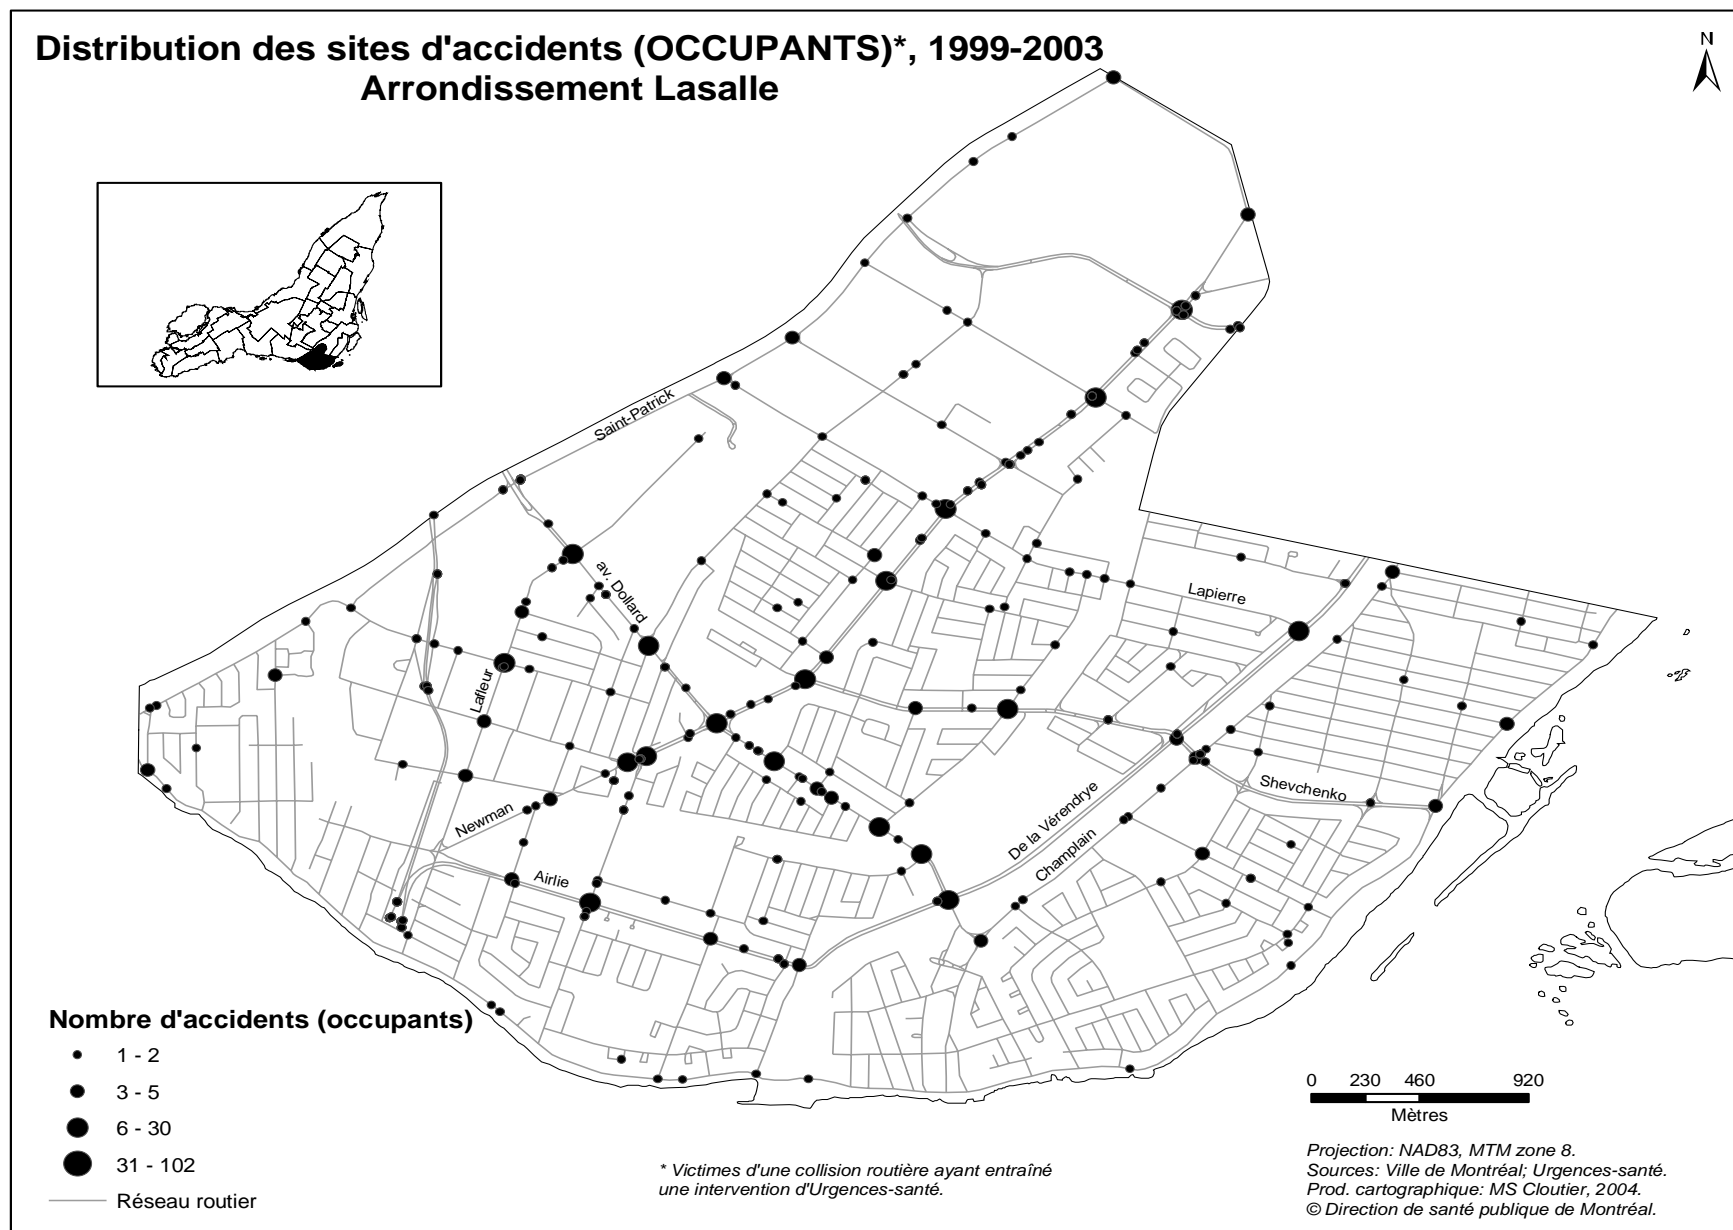 Distribution des sites d'accidents (OCCUPANTS)*, 1999-2003
Arrondissement Lasalle
N
Saint-Patrick
av. Dollard
Lapierre
Lafleur
Newman
De la Vérendrye
Shevchenko
Champlain
Airlie
Nombre d'accidents (occupants)
1 - 2
3 - 5
6 - 30
31 - 102
Réseau routier
* Victimes d'une collision routière ayant entraîné
une intervention d'Urgences-santé.
0 230 460 920
Mètres
Projection: NAD83, MTM zone 8.
Sources: Ville de Montréal; Urgences-santé.
Prod. cartographique: MS Cloutier, 2004.
© Direction de santé publique de Montréal.